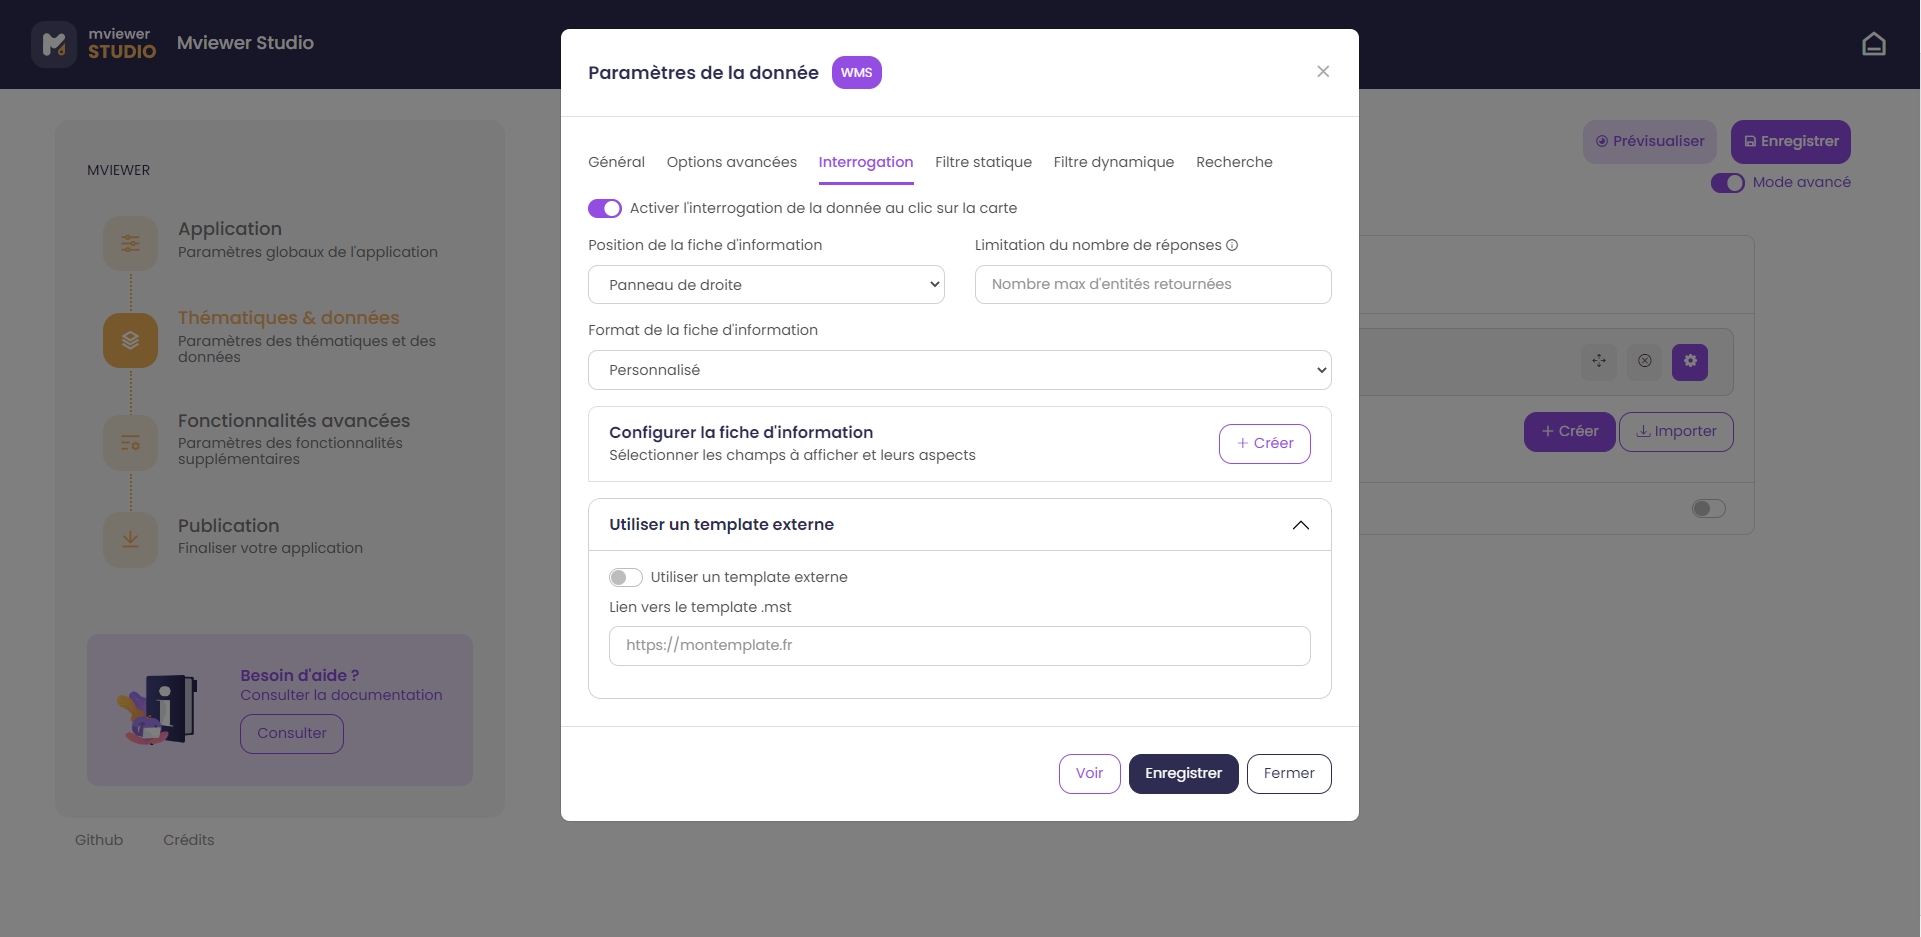 mviewer
STUDIO
Mviewer Studio
MVIEWER
Application
Paramètres globaux de l'application
Thématiques & données
Paramètres des thématiques et des
données
Fonctionnalités avancées
Paramètres des fonctionnalités
supplémentaires
Publication
Finaliser votre application
Besoin d'aide ?
Consulter la documentation
Consulter
Github
Crédits
Paramètres de la donnée
WMS
Général
Options avancées
Interrogation
Filtre statique
Filtre dynamique
Recherche
Activer l'interrogation de la donnée au clic sur la carte
Position de la fiche d'information
Limitation du nombre de réponses
Panneau de droite
Nombre max d'entités retournées
Format de la fiche d'information
Personnalisé
Configurer la fiche d'information
Sélectionner les champs à afficher et leurs aspects
Créer
Utiliser un template externe
Utiliser un template externe
Lien vers le template .mst
https://montemplate.fr
Voir
Enregistrer
Fermer
Prévisualiser
Enregistrer
Mode avancé
Créer
Importer